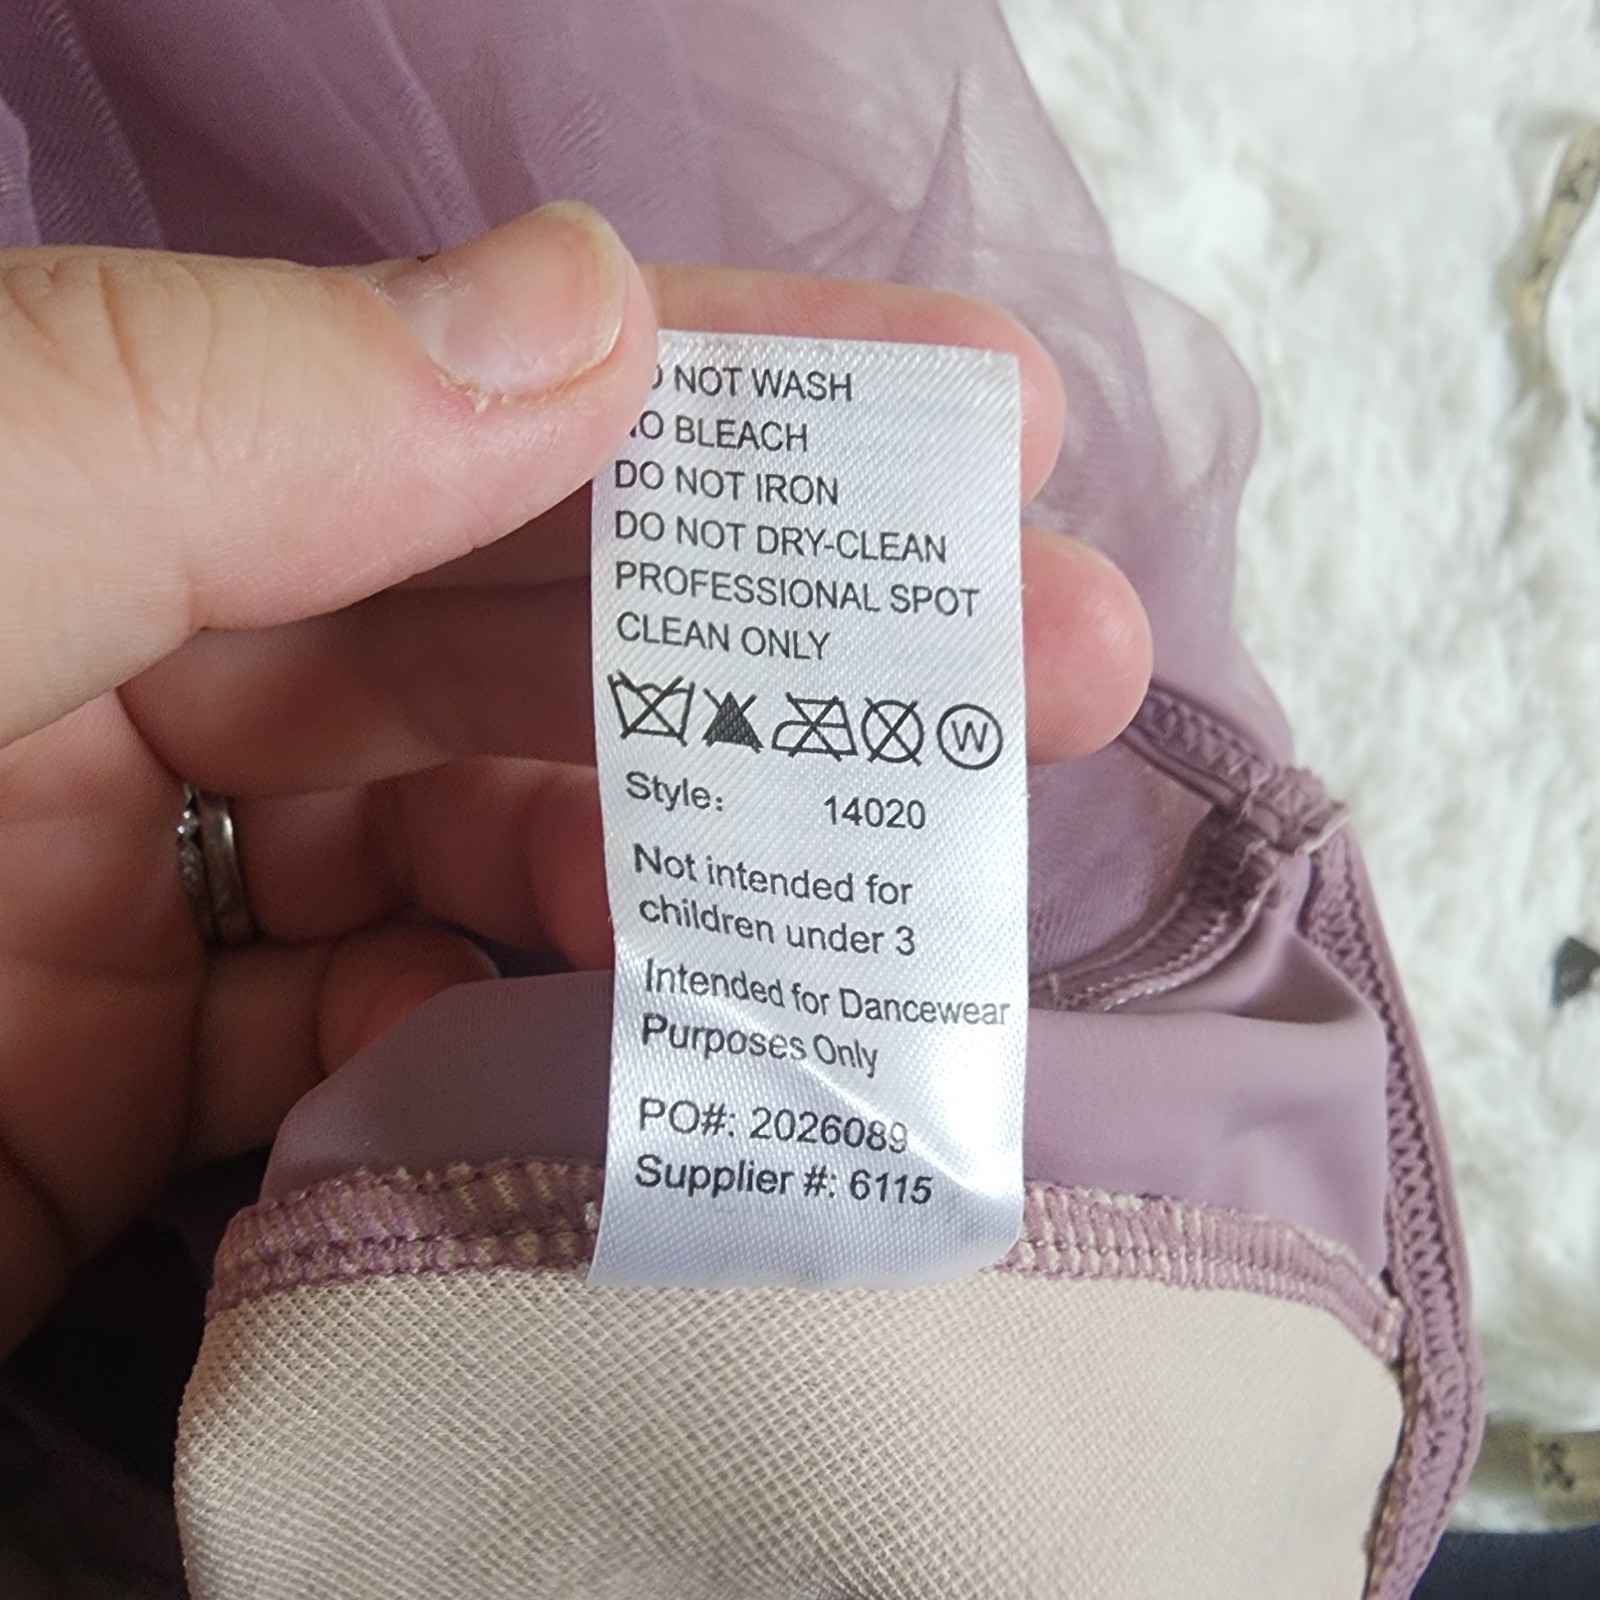 NOT WASH
BLEACH
DO NOT IRON
DO NOT DRY-CLEAN
PROFESSIONAL SPOT
CLEAN ONLY
W
Style: 14020
Not intended for
children under 3
Intended for Dancewear
Purposes Only
PO#: 2026089
Supplier #: 6115